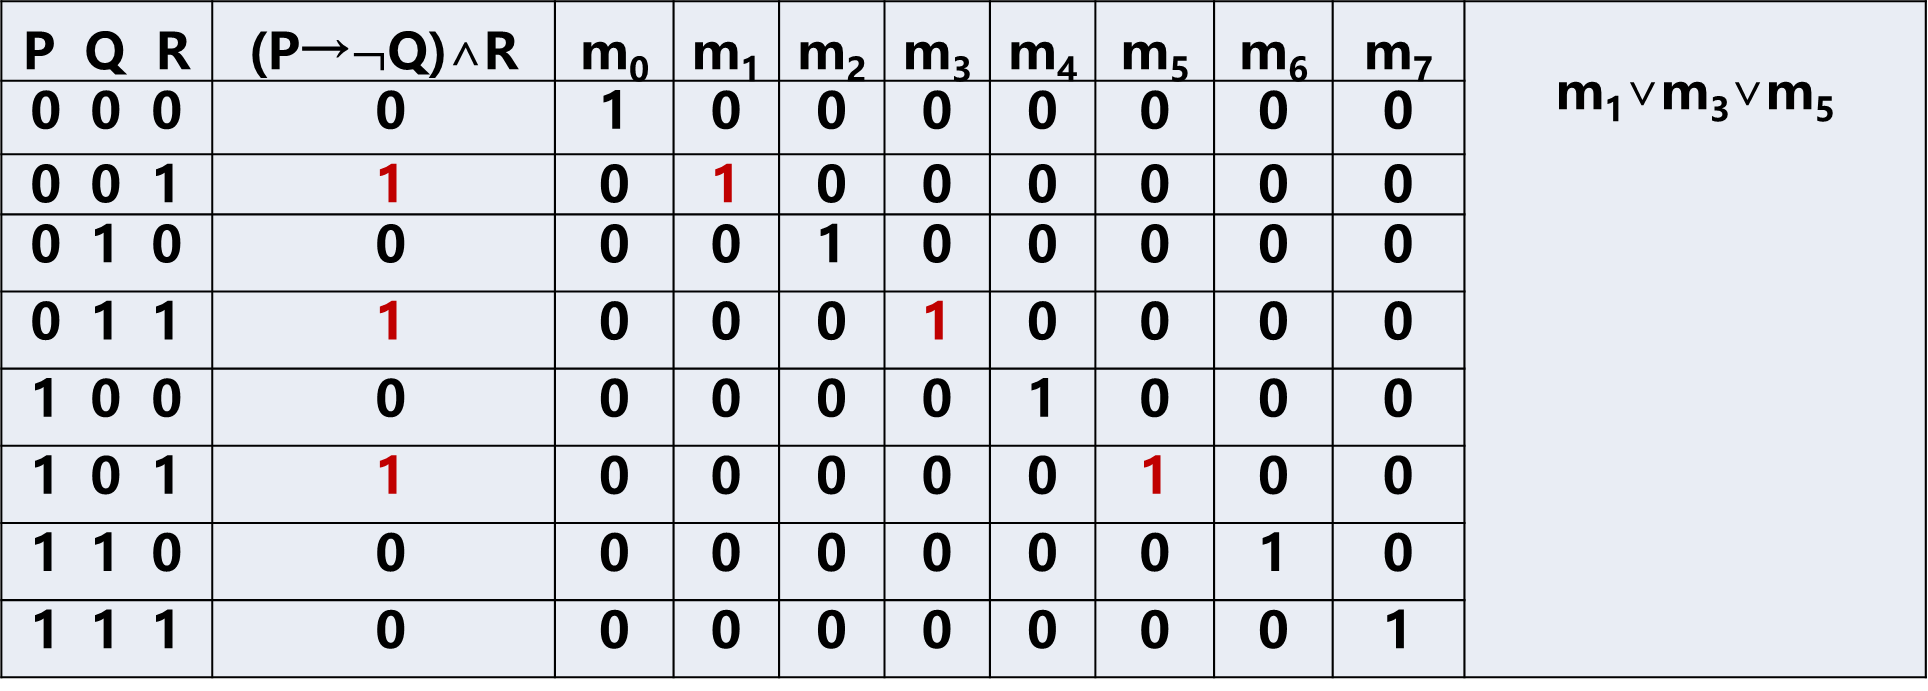 P Q R (P→¬Q)∧R m₀ m₁ m₂ m₃ m₄ m₅ m₆ m₇
m₁∨m₃∨m₅
0 0 0 0 1 0 0 0 0 0 0 0
0 0 1 1 0 1 0 0 0 0 0 0
0 1 0 0 0 0 1 0 0 0 0 0
0 1 1 1 0 0 0 1 0 0 0 0
1 0 0 0 0 0 0 0 1 0 0 0
1 0 1 1 0 0 0 0 0 1 0 0
1 1 0 0 0 0 0 0 0 0 1 0
1 1 1 0 0 0 0 0 0 0 0 1